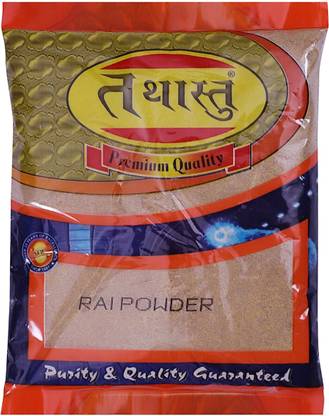 तथास्तु®
Premium Quality
RAI POWDER
Purity & Quality Guaranteed